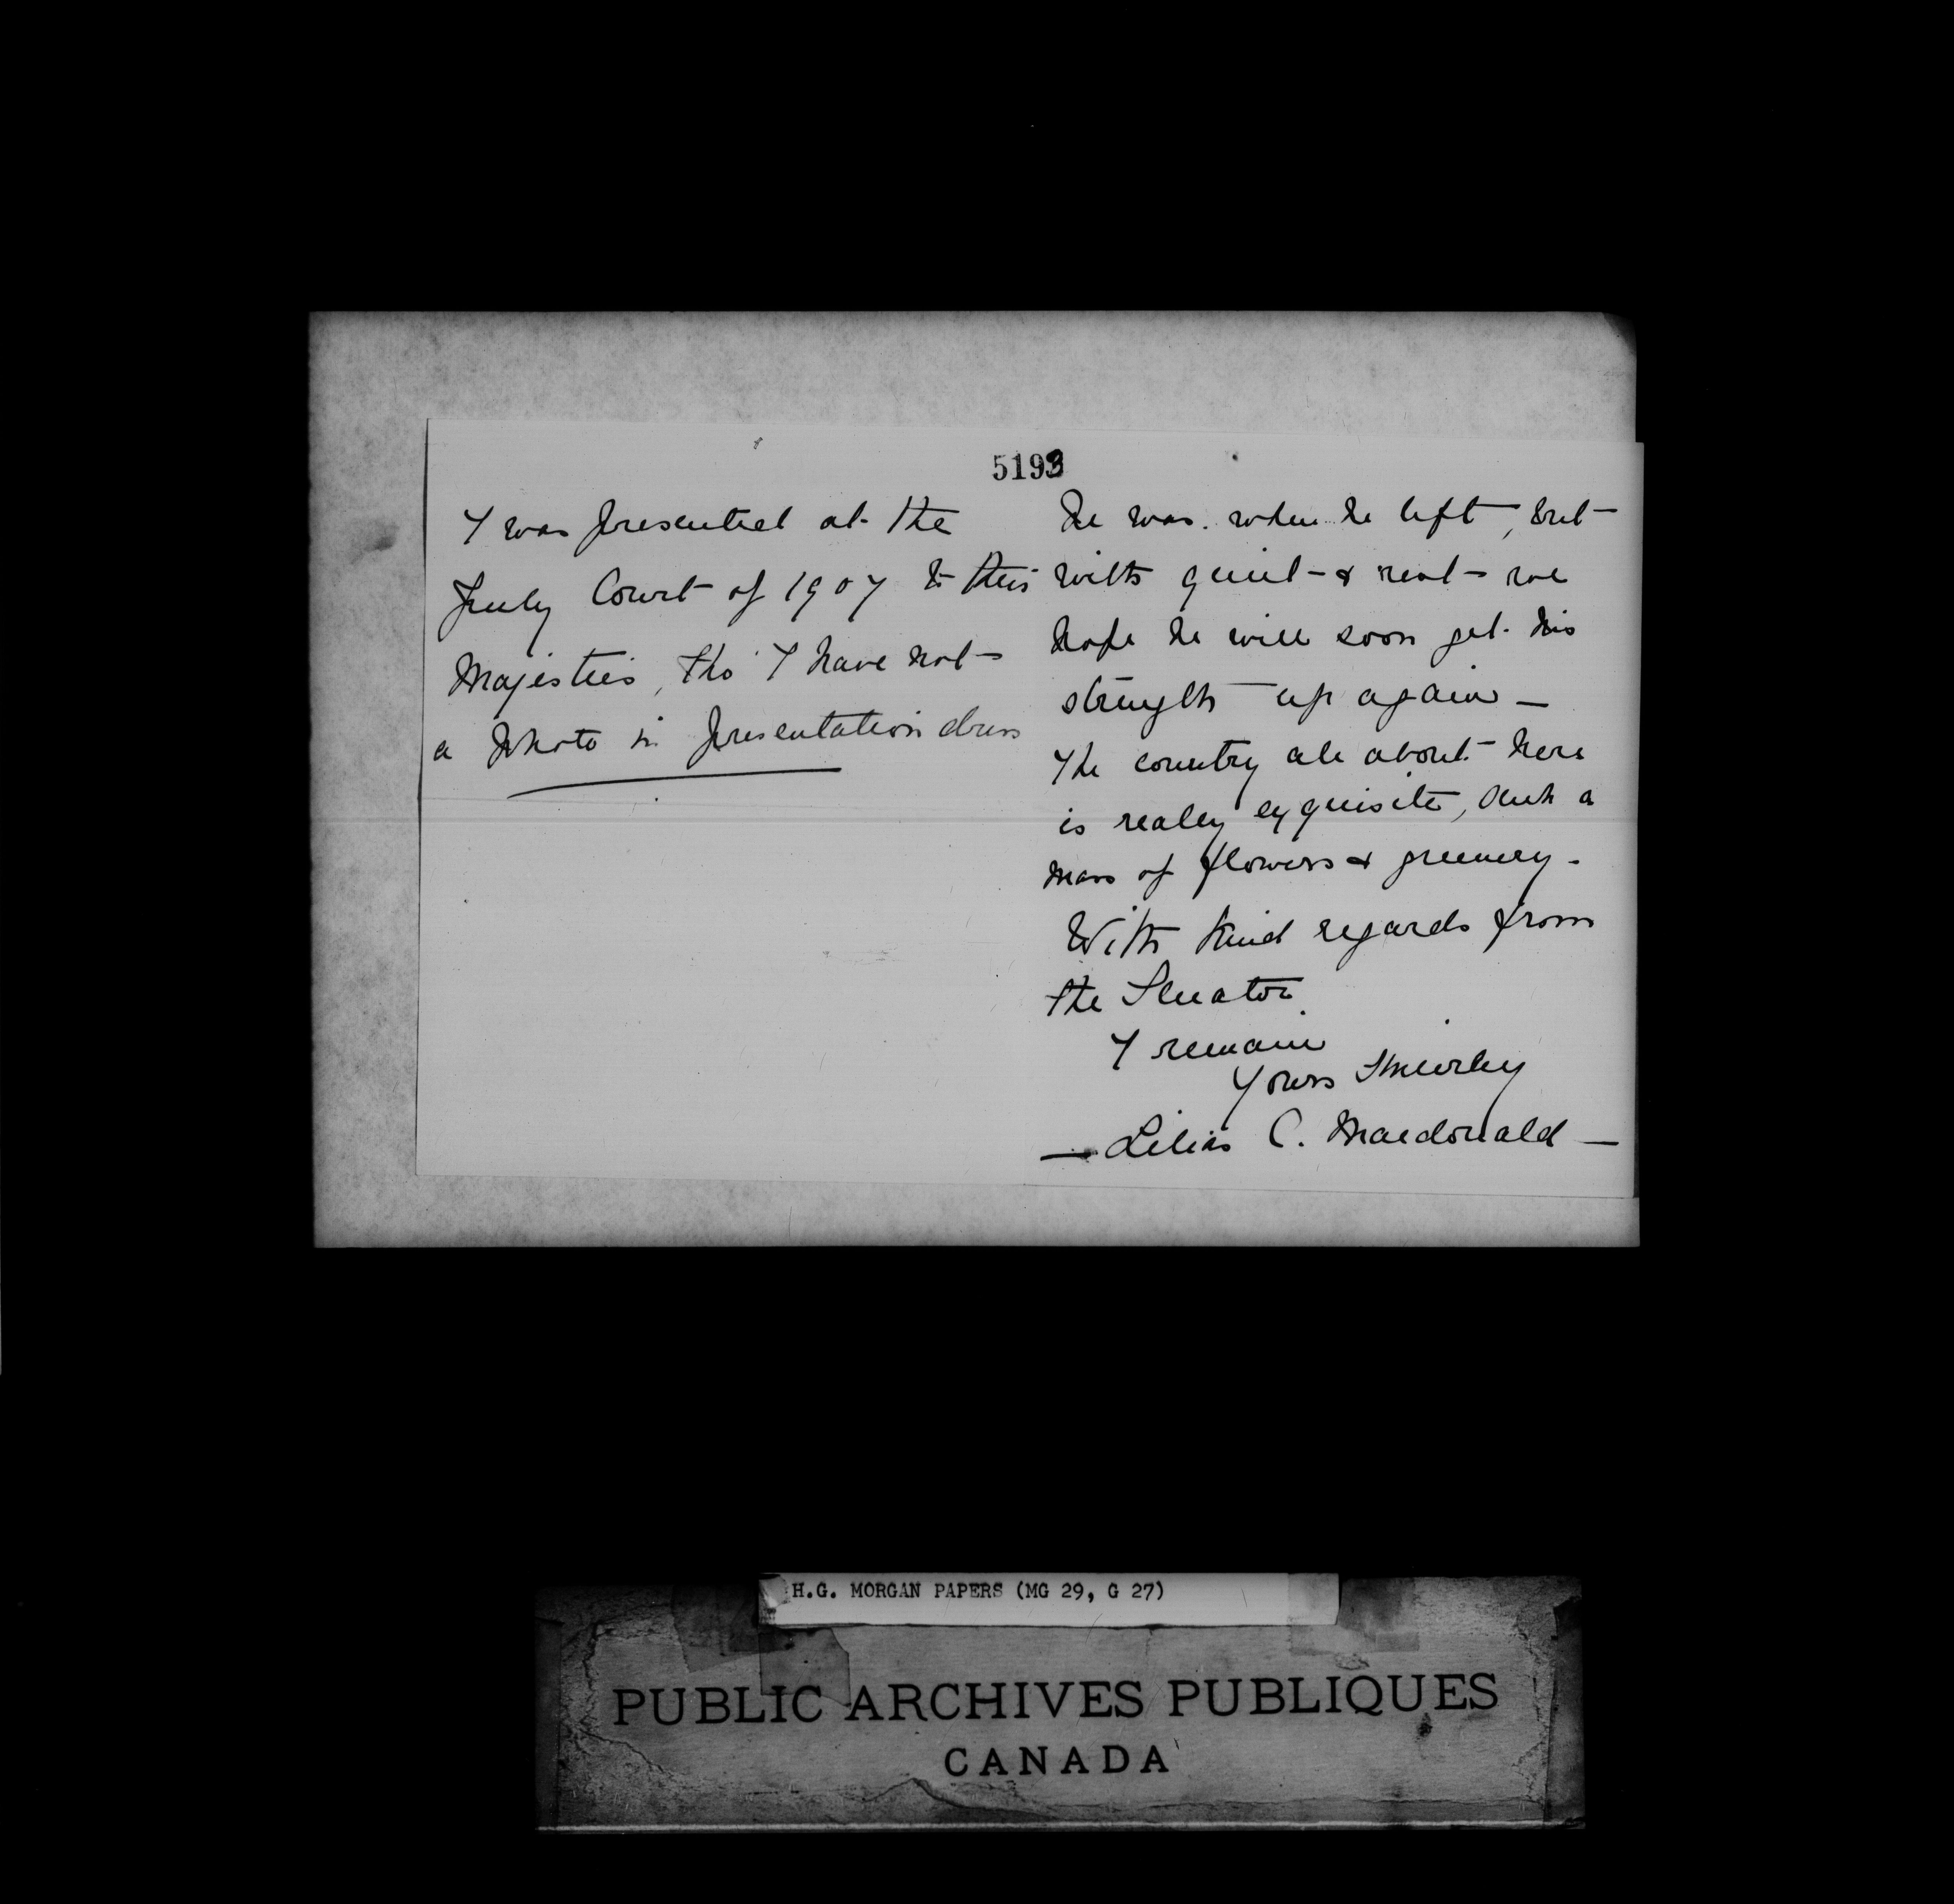 5193
I was presented at the
July Court of 1907 to their
Majesties, tho' I have not
a photo in presentation dress
he was when he left, but
with quiet & rest we
hope he will soon get his
strength up again —
The country all about here
is really exquisite, such a
mass of flowers & greenery -
With kind regards from
the Senator.
I remain
Yours sincerely
— Lilias C. Macdonald —
H.G. MORGAN PAPERS (MG 29, G 27)
PUBLIC ARCHIVES PUBLIQUES
CANADA